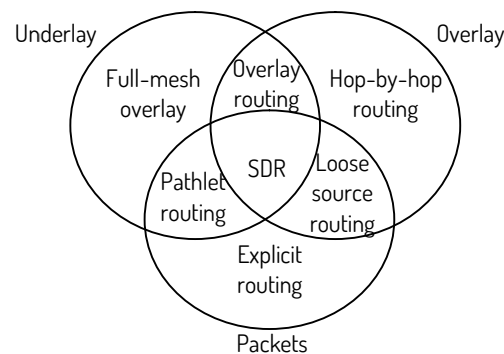 Underlay
Overlay
Full-mesh
overlay
Overlay
routing
Hop-by-hop
routing
Pathlet
routing
SDR
Loose
source
routing
Explicit
routing
Packets